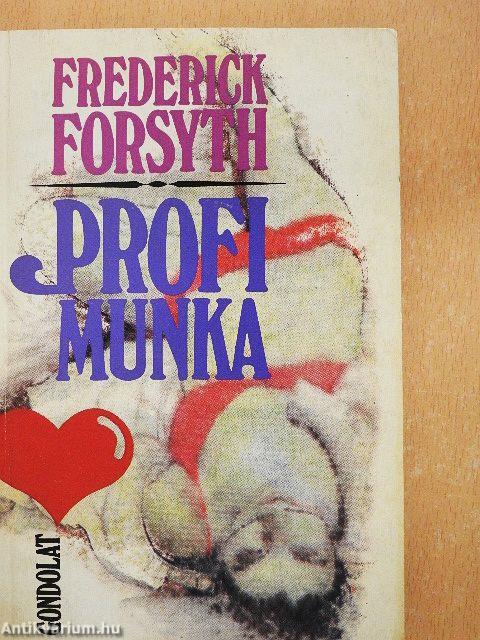 FREDERICK
FORSYTH
PROFI
MUNKA
GONDOLAT
Antikvarium.hu